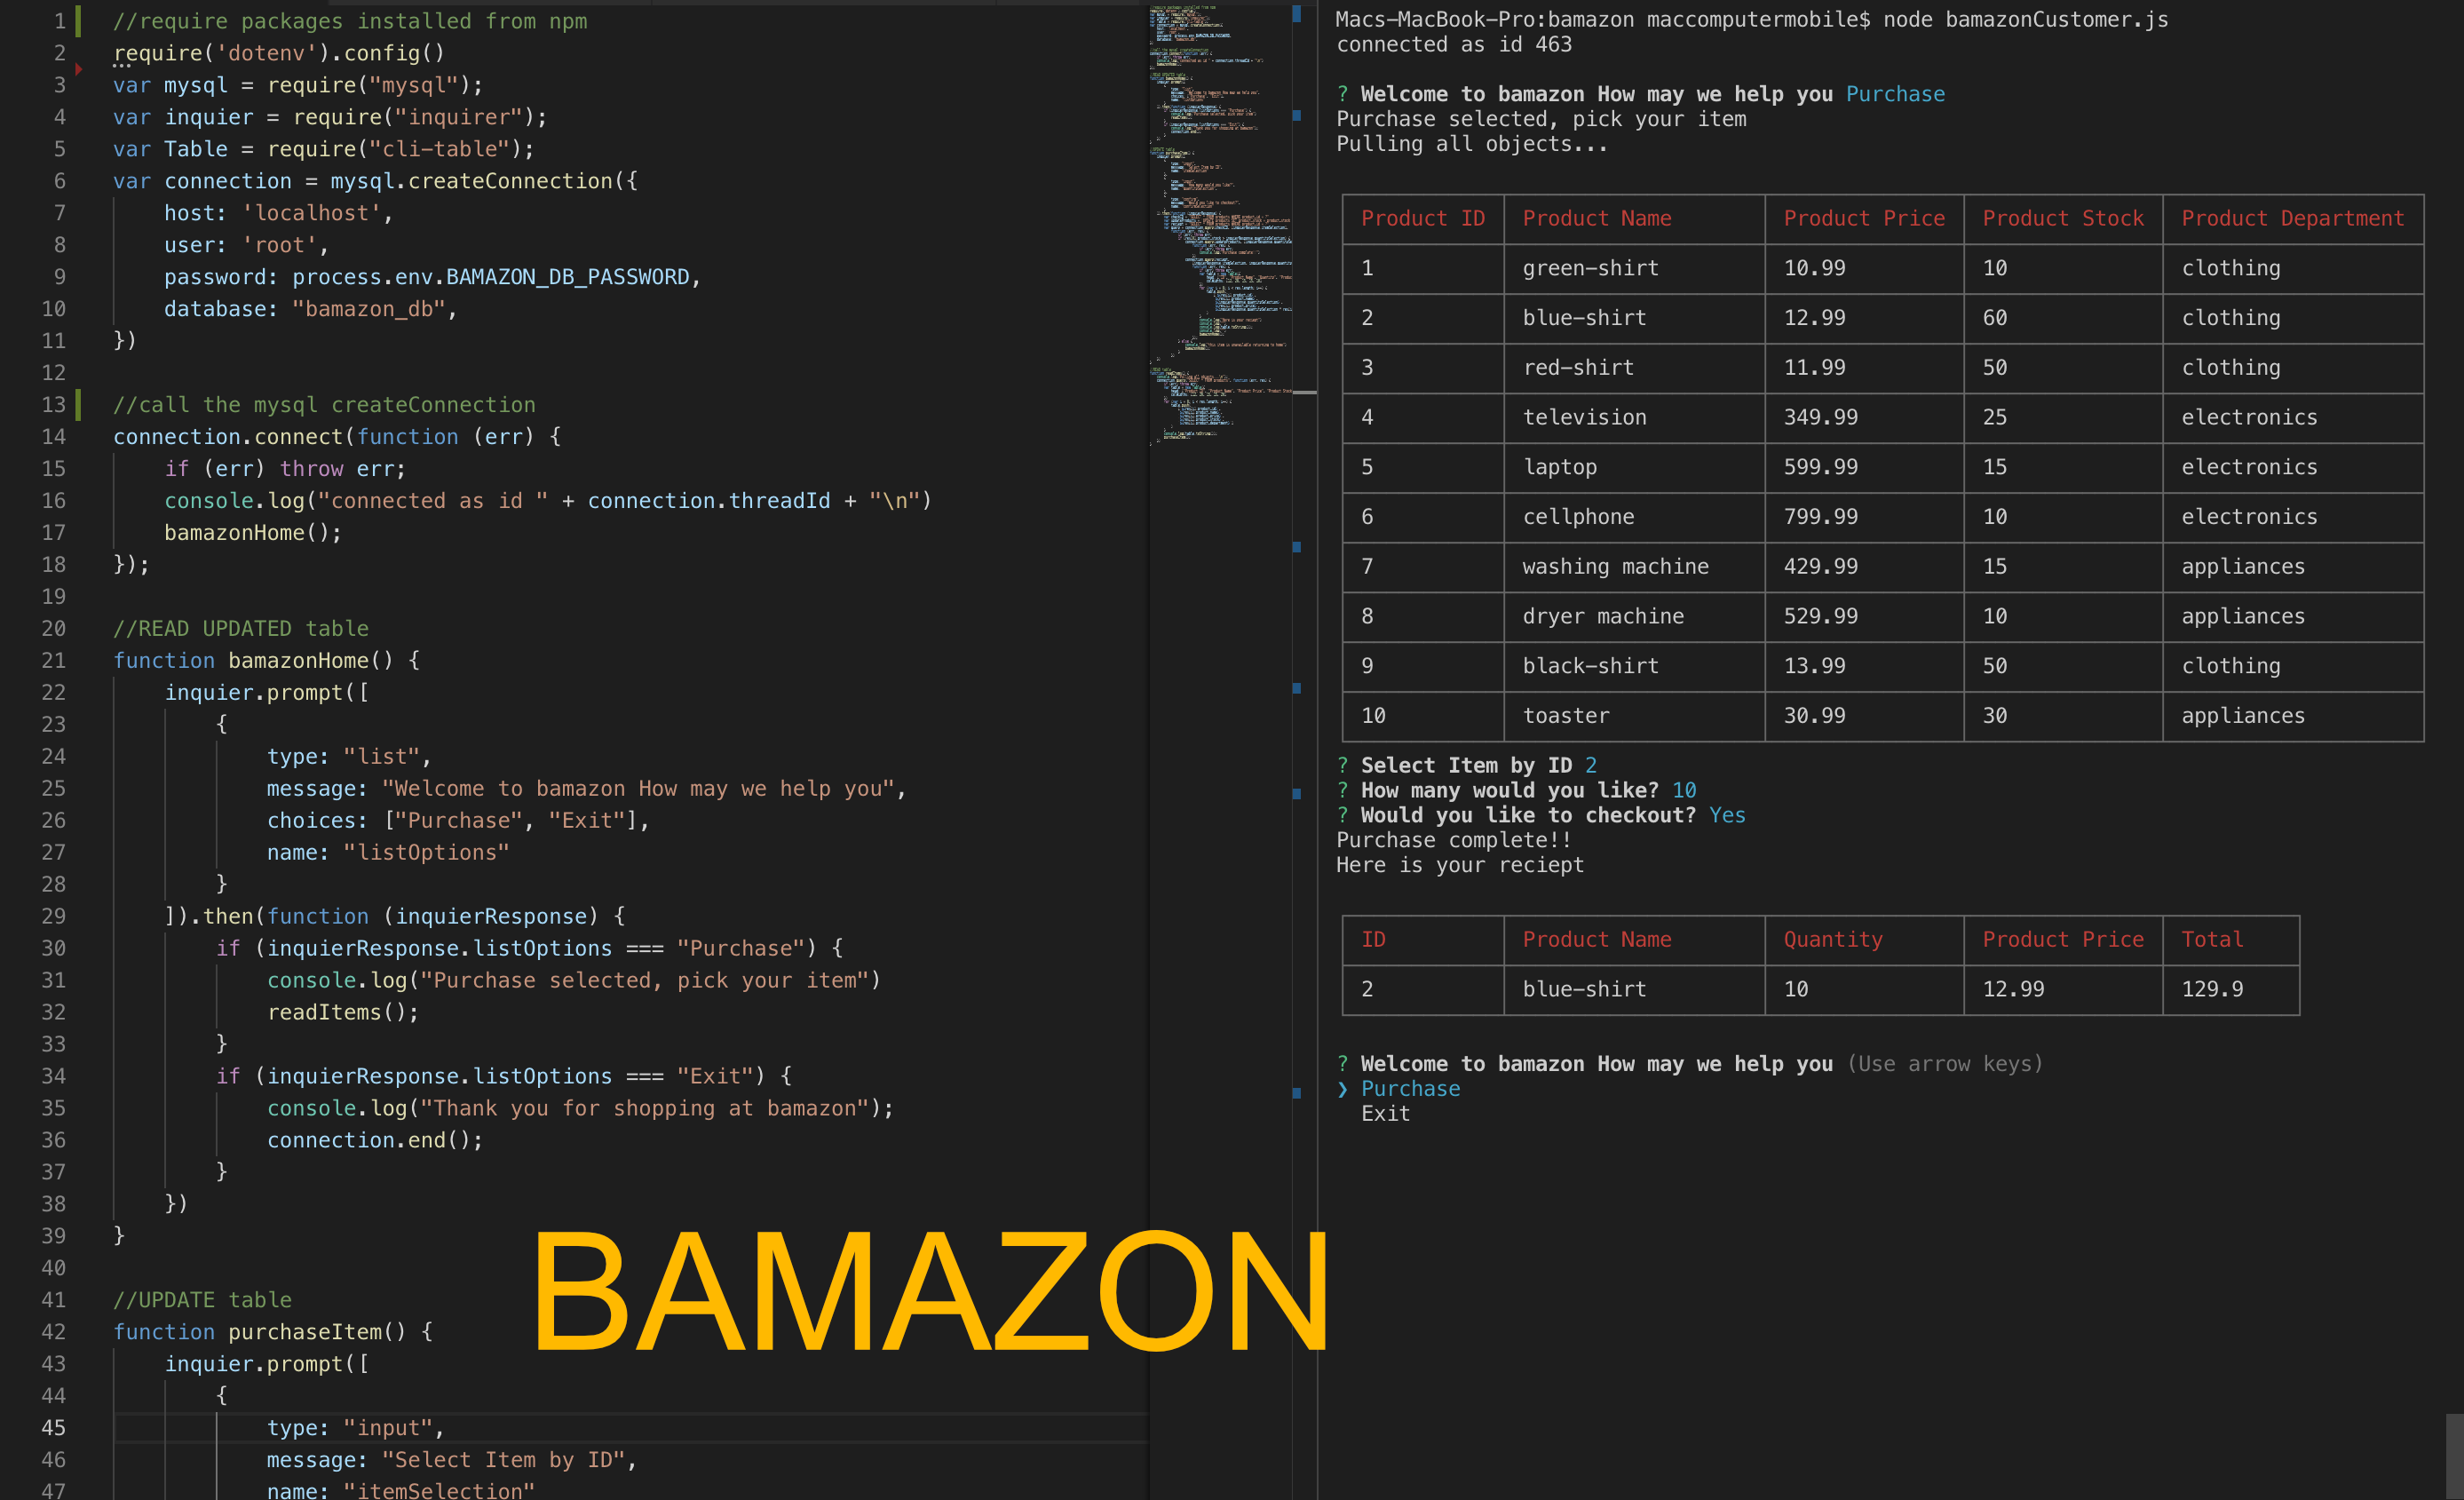 1 //require packages installed from npm
2 require('dotenv').config()
3 var mysql = require("mysql");
4 var inquier = require("inquirer");
5 var Table = require("cli-table");
6 var connection = mysql.createConnection({
7 host: 'localhost',
8 user: 'root',
9 password: process.env.BAMAZON_DB_PASSWORD,
10 database: "bamazon_db",
11 })
12
13 //call the mysql createConnection
14 connection.connect(function (err) {
15 if (err) throw err;
16 console.log("connected as id " + connection.threadId + "\n")
17 bamazonHome();
18 });
19
20 //READ UPDATED table
21 function bamazonHome() {
22 inquier.prompt([
23 {
24 type: "list",
25 message: "Welcome to bamazon How may we help you",
26 choices: ["Purchase", "Exit"],
27 name: "listOptions"
28 }
29 ]).then(function (inquierResponse) {
30 if (inquierResponse.listOptions === "Purchase") {
31 console.log("Purchase selected, pick your item")
32 readItems();
33 }
34 if (inquierResponse.listOptions === "Exit") {
35 console.log("Thank you for shopping at bamazon");
36 connection.end();
37 }
38 })
39 }
40
41 //UPDATE table
42 function purchaseItem() {
43 inquier.prompt([
44 {
45 type: "input",
46 message: "Select Item by ID",
47 name: "itemSelection"
BAMAZON
Macs-MacBook-Pro:bamazon maccomputermobile$ node bamazonCustomer.js
connected as id 463
? Welcome to bamazon How may we help you Purchase
Purchase selected, pick your item
Pulling all objects...
Product ID Product Name Product Price Product Stock Product Department
1 green-shirt 10.99 10 clothing
2 blue-shirt 12.99 60 clothing
3 red-shirt 11.99 50 clothing
4 television 349.99 25 electronics
5 laptop 599.99 15 electronics
6 cellphone 799.99 10 electronics
7 washing machine 429.99 15 appliances
8 dryer machine 529.99 10 appliances
9 black-shirt 13.99 50 clothing
10 toaster 30.99 30 appliances
? Select Item by ID 2
? How many would you like? 10
? Would you like to checkout? Yes
Purchase complete!!
Here is your reciept
ID Product Name Quantity Product Price Total
2 blue-shirt 10 12.99 129.9
? Welcome to bamazon How may we help you (Use arrow keys)
❯ Purchase
Exit